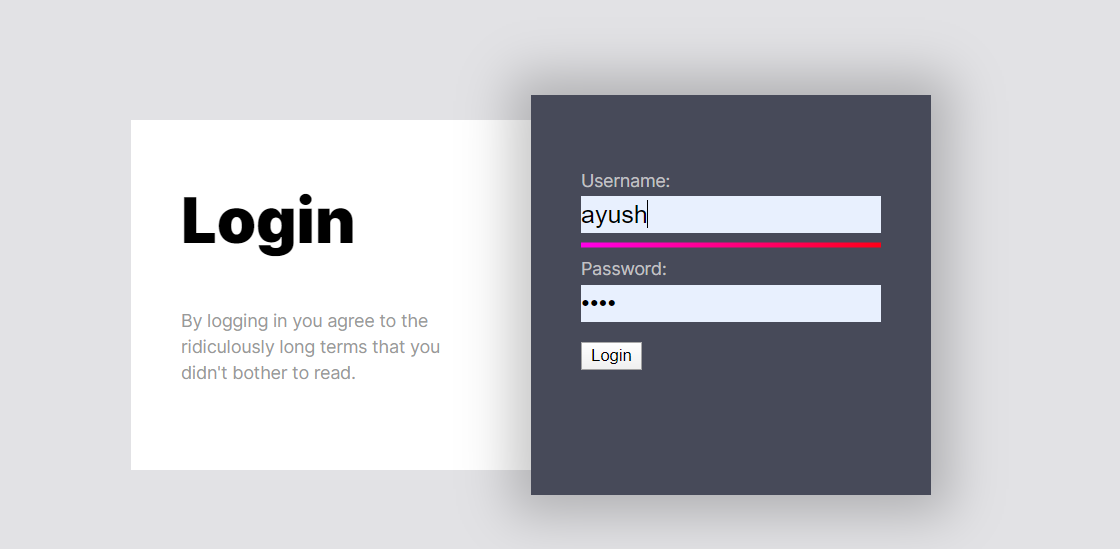 Login
By logging in you agree to the
ridiculously long terms that you
didn't bother to read.
Username:
ayush
Password:
••••
Login